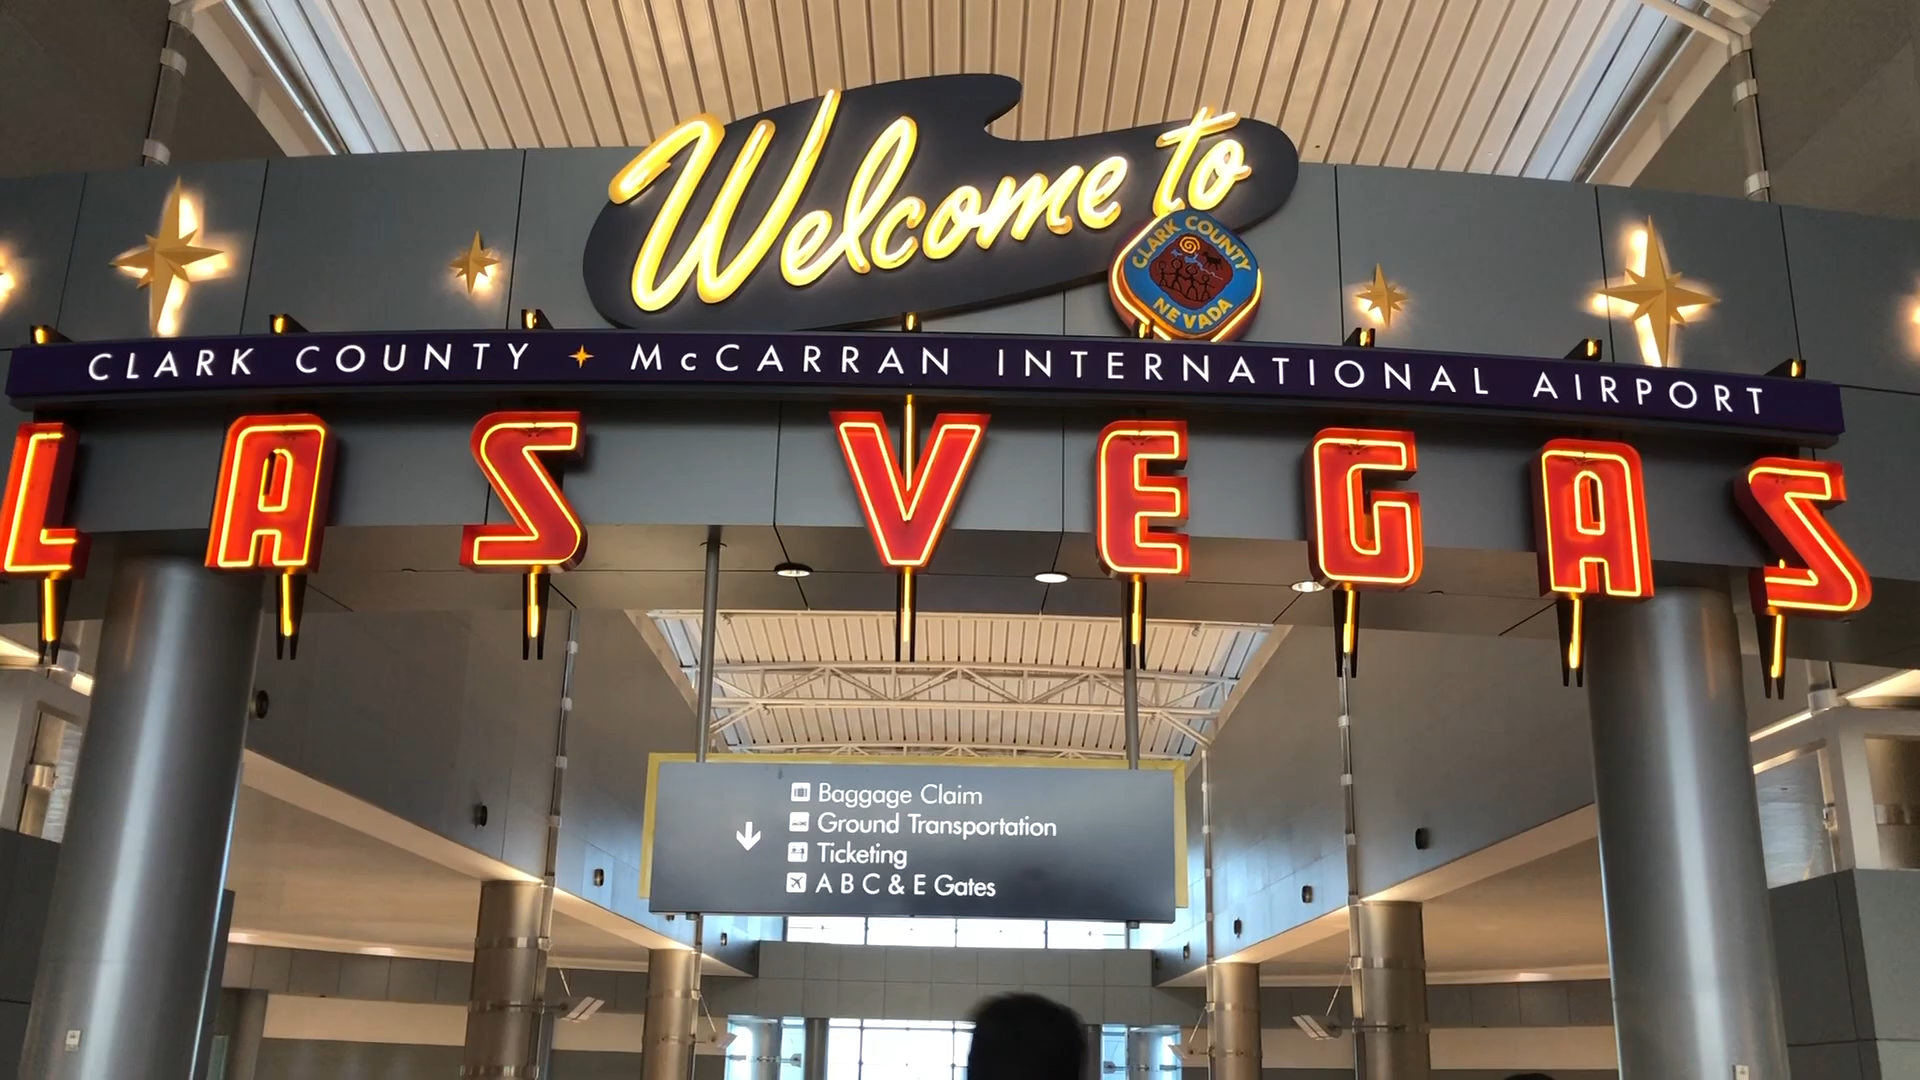 Welcome to
CLARK COUNTY
NEVADA
CLARK COUNTY McCARRAN INTERNATIONAL AIRPORT
LAS VEGAS
Baggage Claim
Ground Transportation
Ticketing
A B C & E Gates